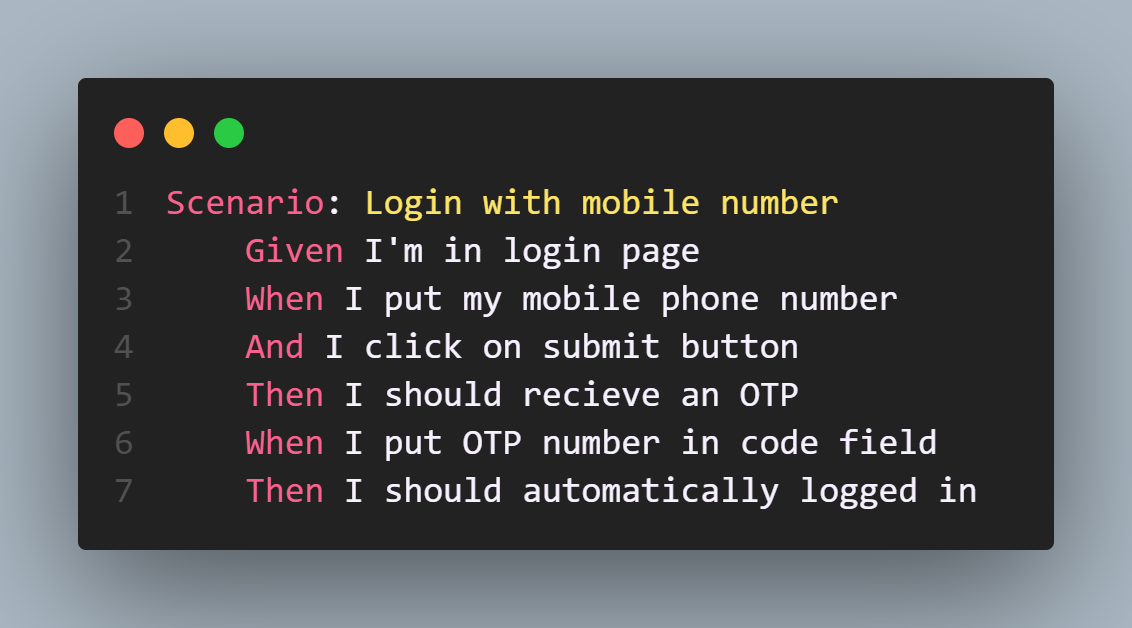 1 Scenario: Login with mobile number
2 Given I'm in login page
3 When I put my mobile phone number
4 And I click on submit button
5 Then I should recieve an OTP
6 When I put OTP number in code field
7 Then I should automatically logged in